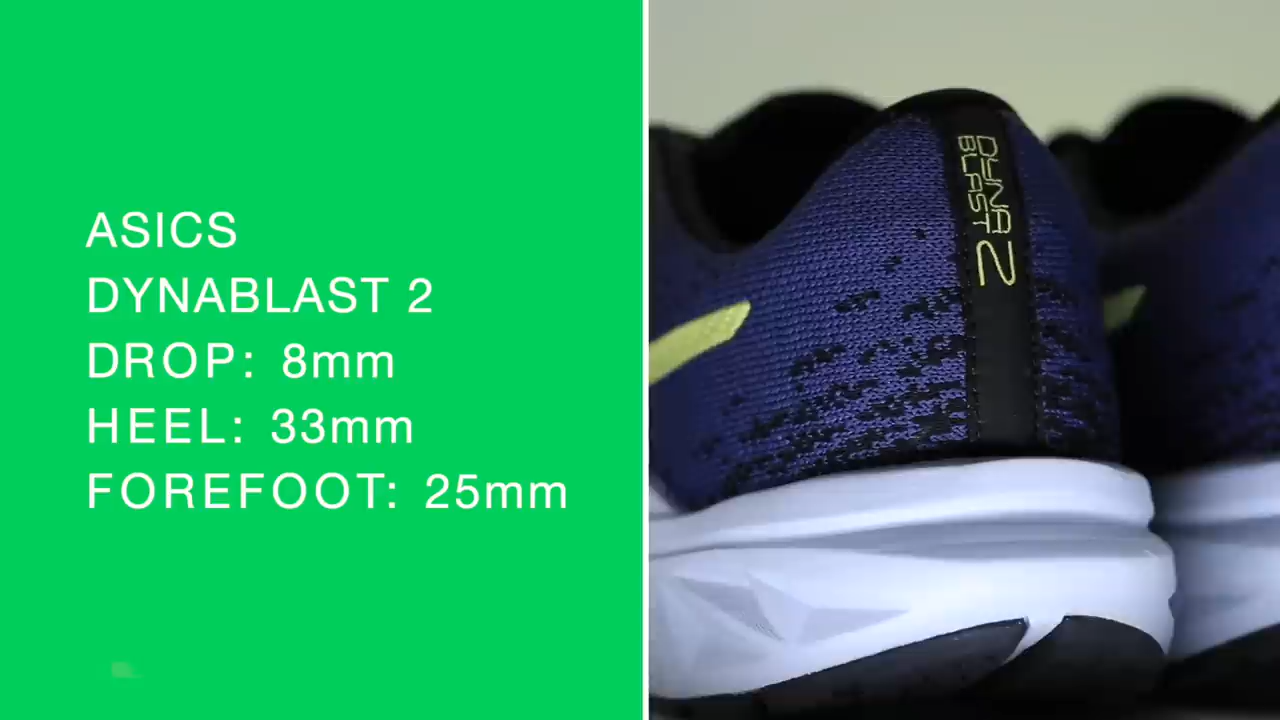 ASICS
DYNABLAST 2
DROP: 8mm
HEEL: 33mm
FOREFOOT: 25mm
DYNA
BLAST 2